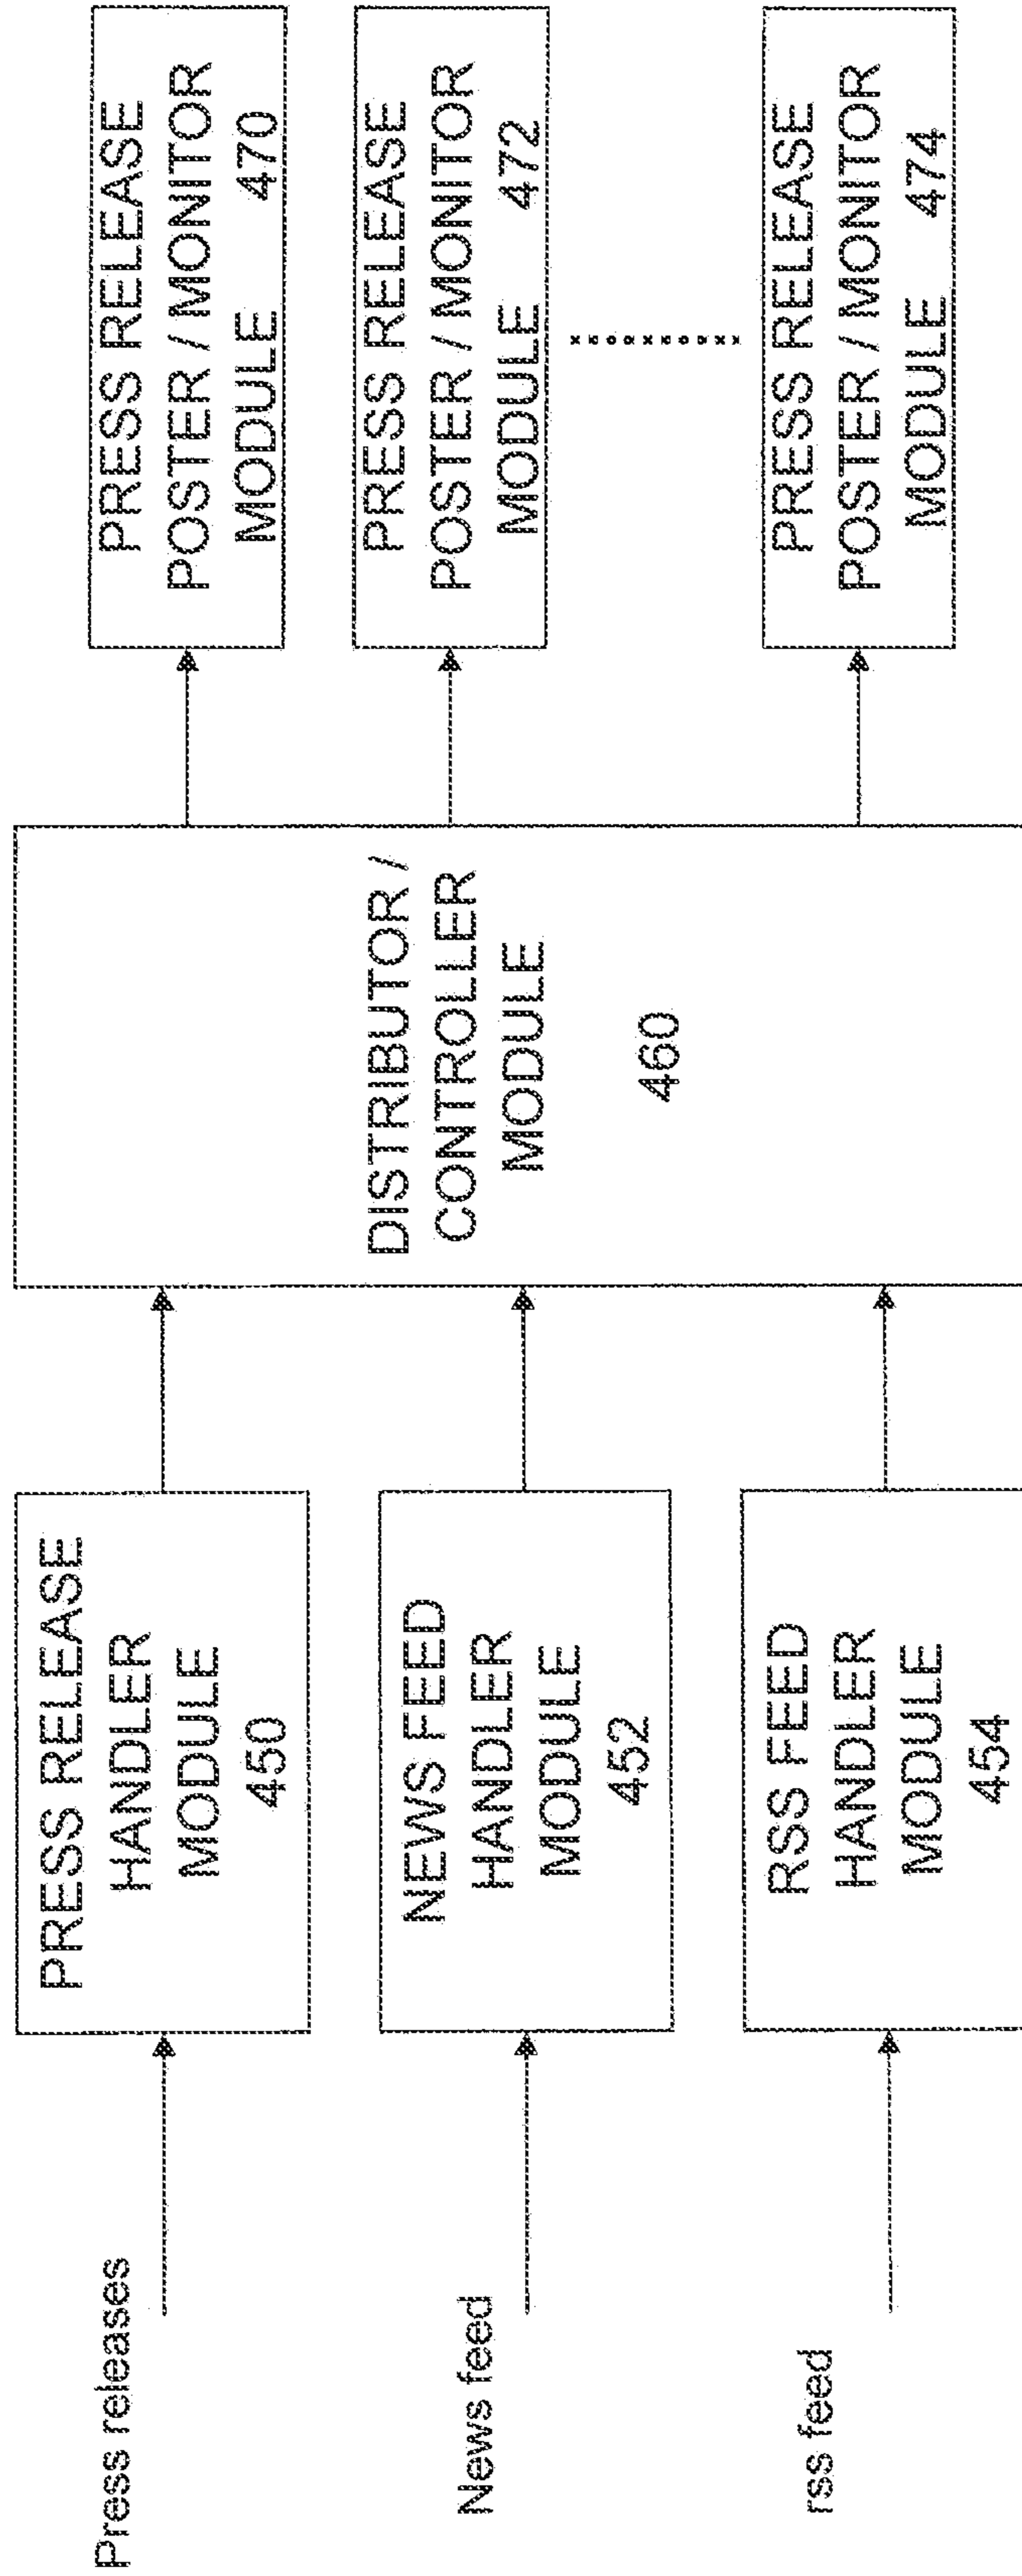 Press releases
PRESS RELEASE
HANDLER
MODULE
450
News feed
NEWS FEED
HANDLER
MODULE
452
rss feed
RSS FEED
HANDLER
MODULE
454
DISTRIBUTOR /
CONTROLLER
MODULE
460
PRESS RELEASE
POSTER / MONITOR
MODULE 470
PRESS RELEASE
POSTER / MONITOR
MODULE 472
PRESS RELEASE
POSTER / MONITOR
MODULE 474